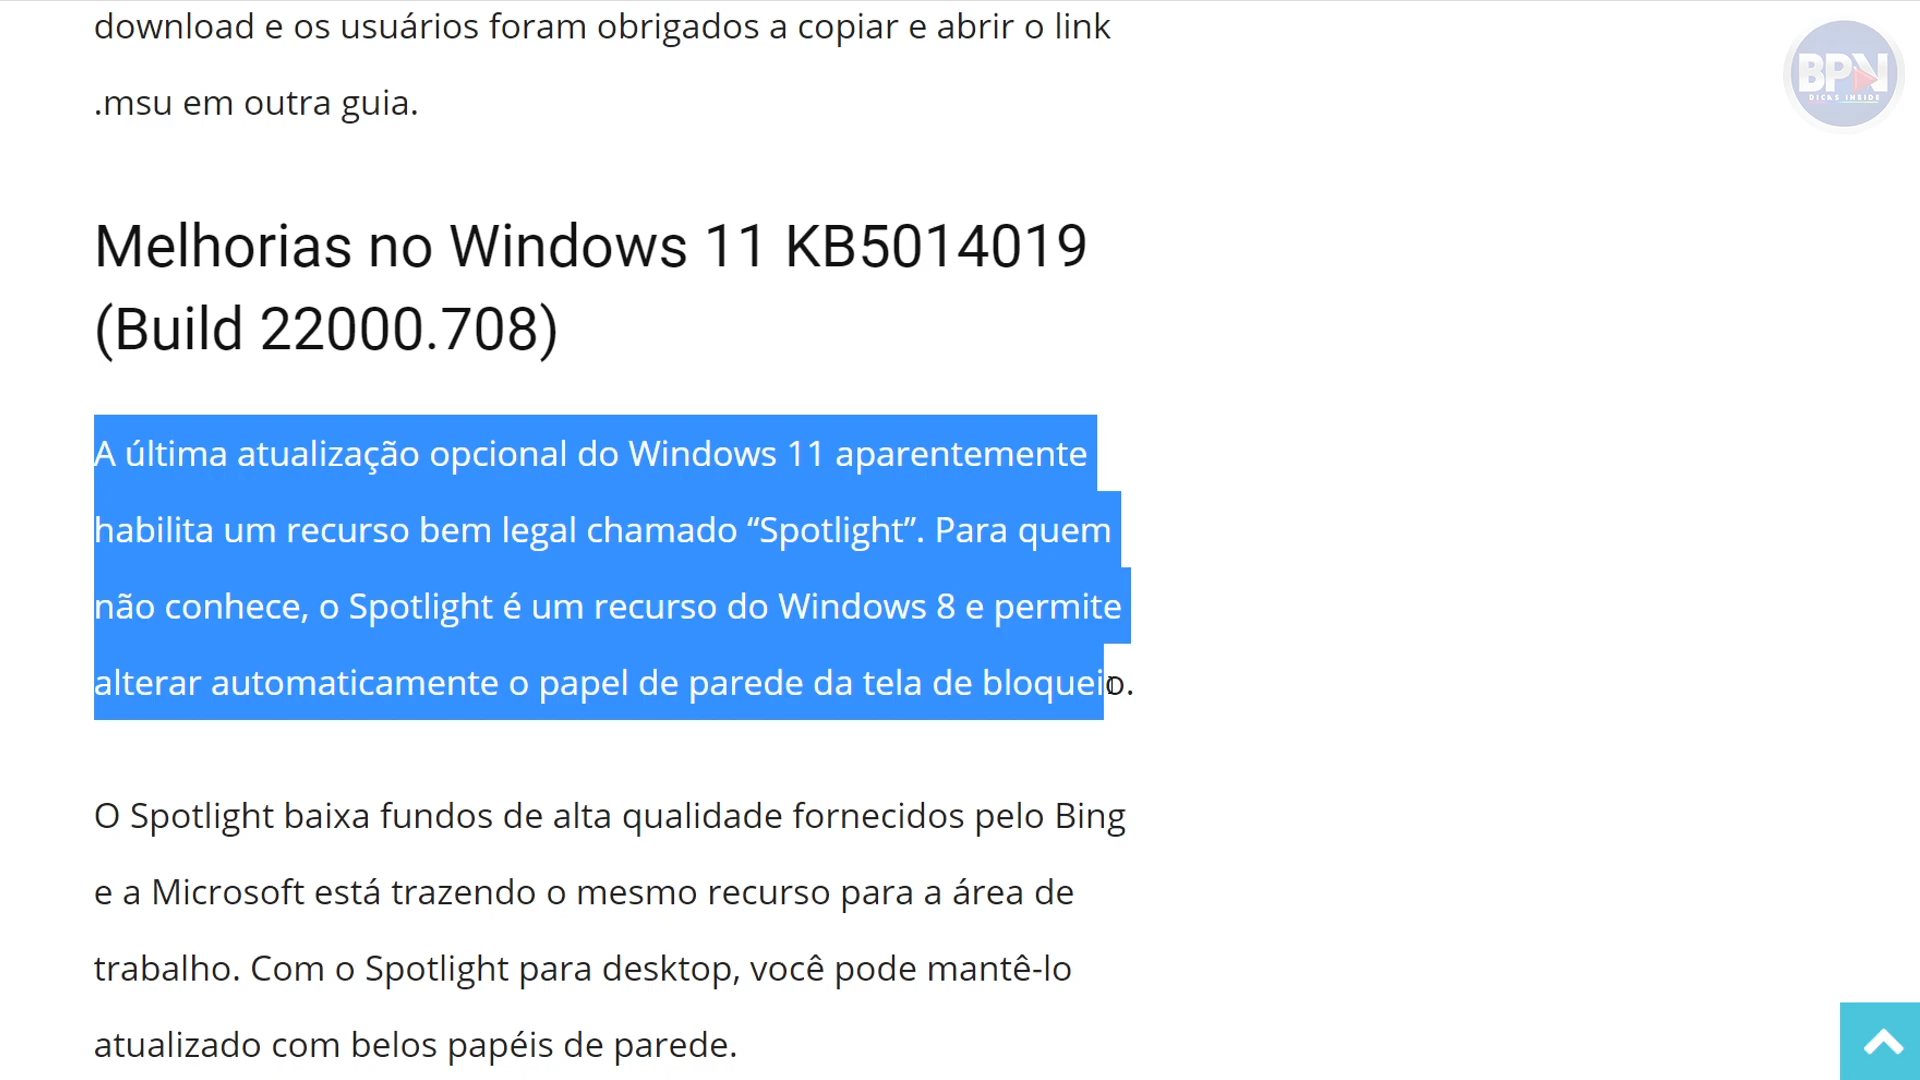 download e os usuários foram obrigados a copiar e abrir o link
.msu em outra guia.
BPN
DICAS INSIDE
Melhorias no Windows 11 KB5014019
(Build 22000.708)
A última atualização opcional do Windows 11 aparentemente
habilita um recurso bem legal chamado “Spotlight”. Para quem
não conhece, o Spotlight é um recurso do Windows 8 e permite
alterar automaticamente o papel de parede da tela de bloqueio.
O Spotlight baixa fundos de alta qualidade fornecidos pelo Bing
e a Microsoft está trazendo o mesmo recurso para a área de
trabalho. Com o Spotlight para desktop, você pode mantê-lo
atualizado com belos papéis de parede.